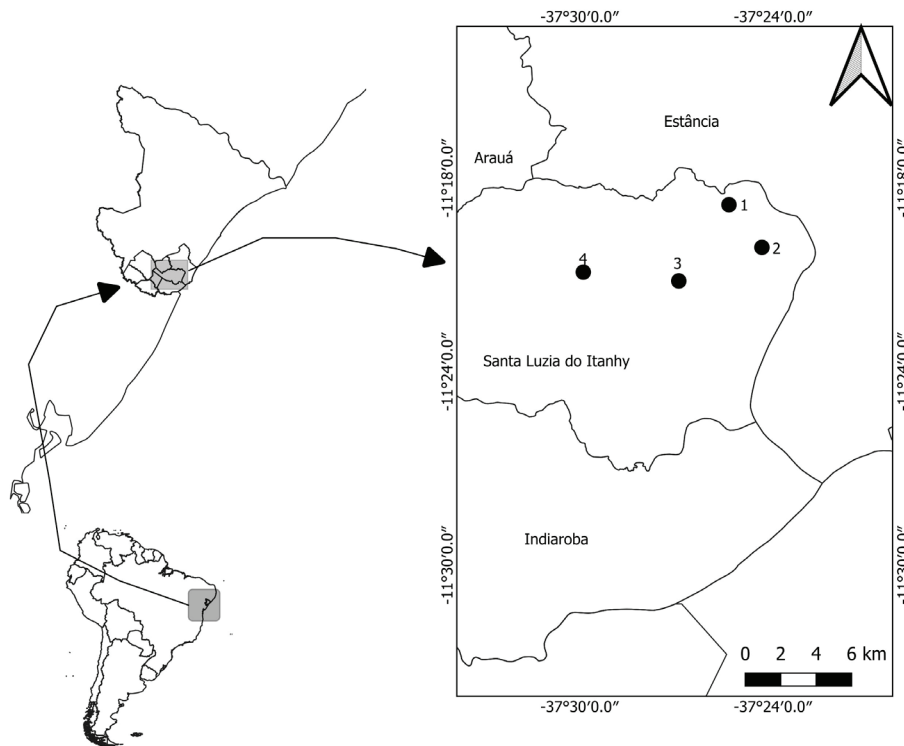 -37°30′0.0″ -37°24′0.0″
Estância
Arauá
-11°18′0.0″ -11°18′0.0″
1
2
4
3
Santa Luzia do Itanhy
-11°24′0.0″ -11°24′0.0″
Indiaroba
-11°30′0.0″ -11°30′0.0″
0 2 4 6 km
-37°30′0.0″ -37°24′0.0″